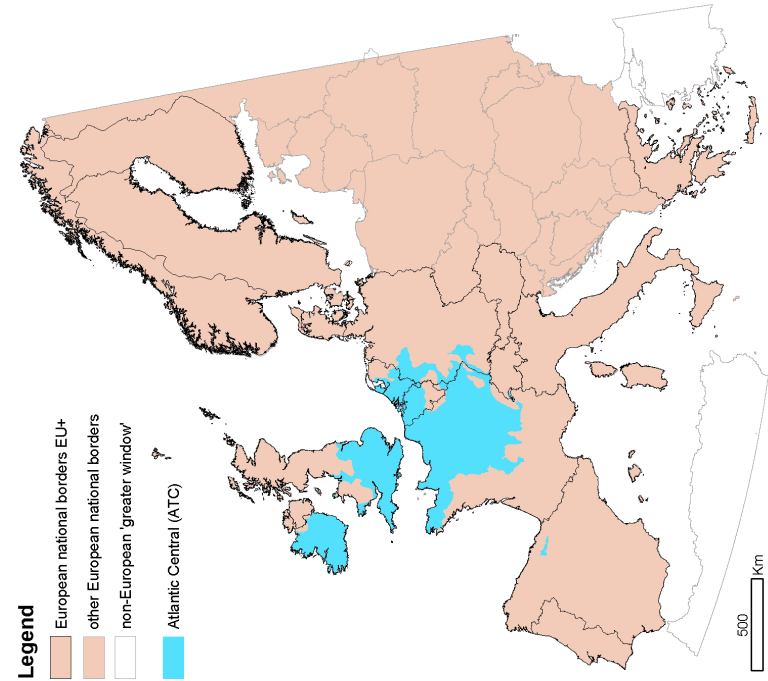 Legend
European national borders EU+
other European national borders
non-European 'greater window'
Atlantic Central (ATC)
500 Km